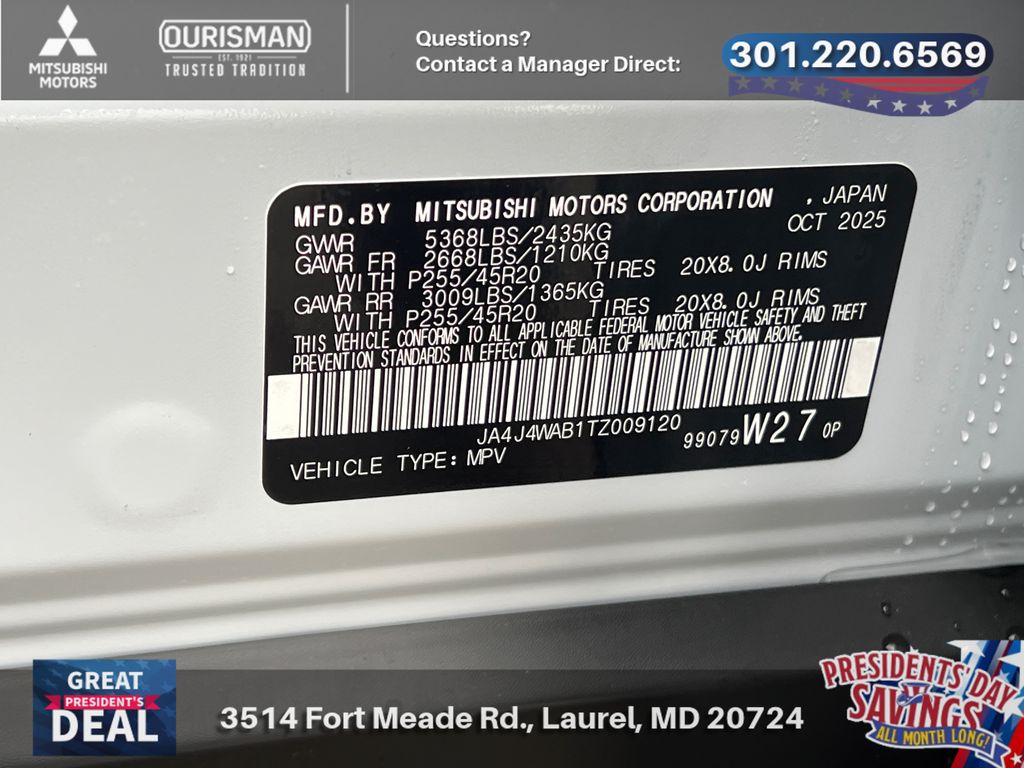 MITSUBISHI
MOTORS
OURISMAN
EST. 1921
TRUSTED TRADITION
Questions?
Contact a Manager Direct:
301.220.6569
MFD.BY MITSUBISHI MOTORS CORPORATION . JAPAN
OCT 2025
GVWR 5368LBS/2435KG
GAWR FR 2668LBS/1210KG
WITH P255/45R20 TIRES 20X8.0J RIMS
GAWR RR 3009LBS/1365KG
WITH P255/45R20 TIRES 20X8.0J RIMS
THIS VEHICLE CONFORMS TO ALL APPLICABLE FEDERAL MOTOR VEHICLE SAFETY AND THEFT
PREVENTION STANDARDS IN EFFECT ON THE DATE OF MANUFACTURE SHOWN ABOVE.
JA4J4WAB1TZ009120
99079 W27 0P
VEHICLE TYPE: MPV
GREAT
PRESIDENT'S
DEAL
3514 Fort Meade Rd., Laurel, MD 20724
PRESIDENTS' DAY
SAVINGS
ALL MONTH LONG!